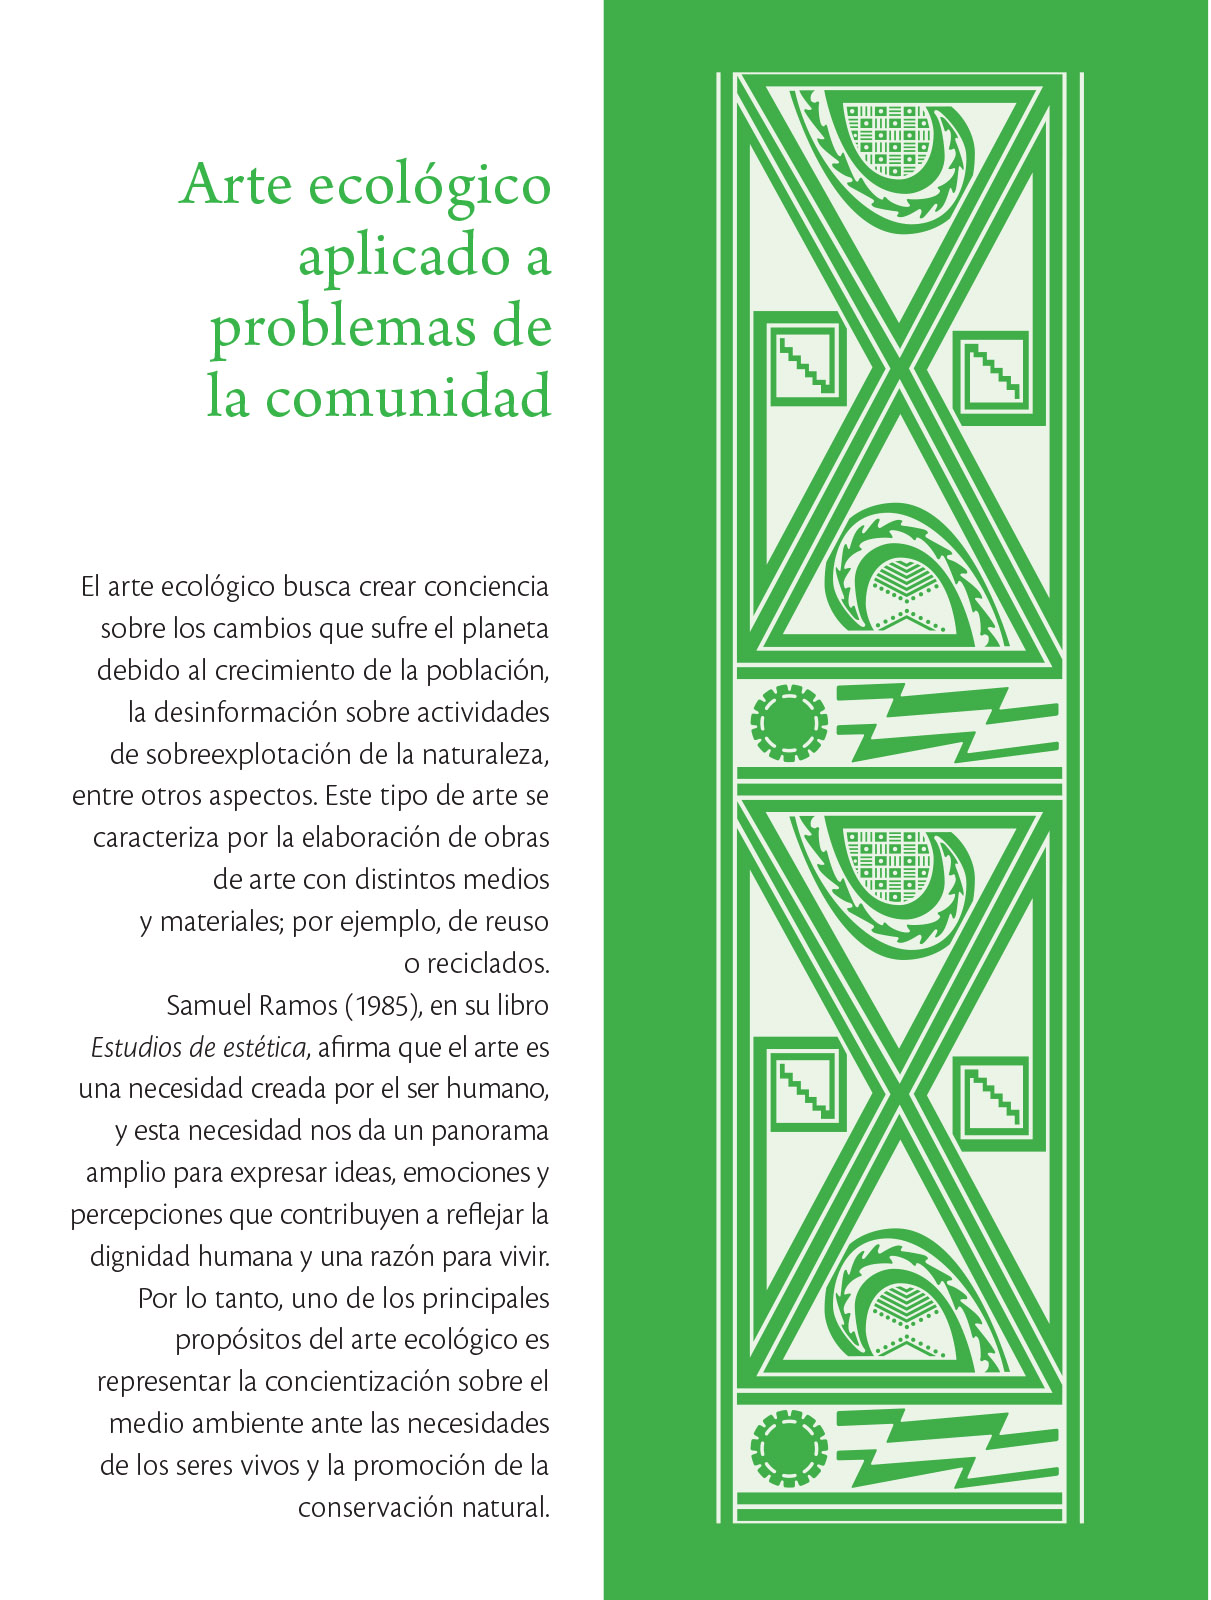 Arte ecológico
aplicado a
problemas de
la comunidad
El arte ecológico busca crear conciencia
sobre los cambios que sufre el planeta
debido al crecimiento de la población,
la desinformación sobre actividades
de sobreexplotación de la naturaleza,
entre otros aspectos. Este tipo de arte se
caracteriza por la elaboración de obras
de arte con distintos medios
y materiales; por ejemplo, de reuso
o reciclados.
Samuel Ramos (1985), en su libro
Estudios de estética, afirma que el arte es
una necesidad creada por el ser humano,
y esta necesidad nos da un panorama
amplio para expresar ideas, emociones y
percepciones que contribuyen a reflejar la
dignidad humana y una razón para vivir.
Por lo tanto, uno de los principales
propósitos del arte ecológico es
representar la concientización sobre el
medio ambiente ante las necesidades
de los seres vivos y la promoción de la
conservación natural.